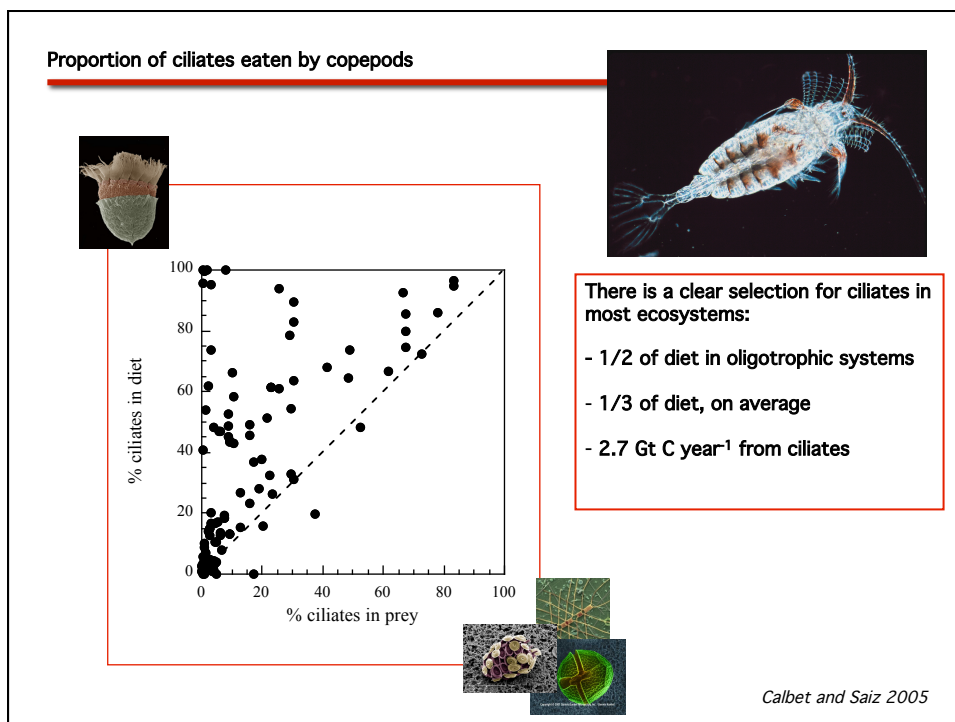 Proportion of ciliates eaten by copepods
There is a clear selection for ciliates in
most ecosystems:
- 1/2 of diet in oligotrophic systems
- 1/3 of diet, on average
- 2.7 Gt C year-1 from ciliates
% ciliates in diet
100
80
60
40
20
0
0 20 40 60 80 100
% ciliates in prey
Calbet and Saiz 2005